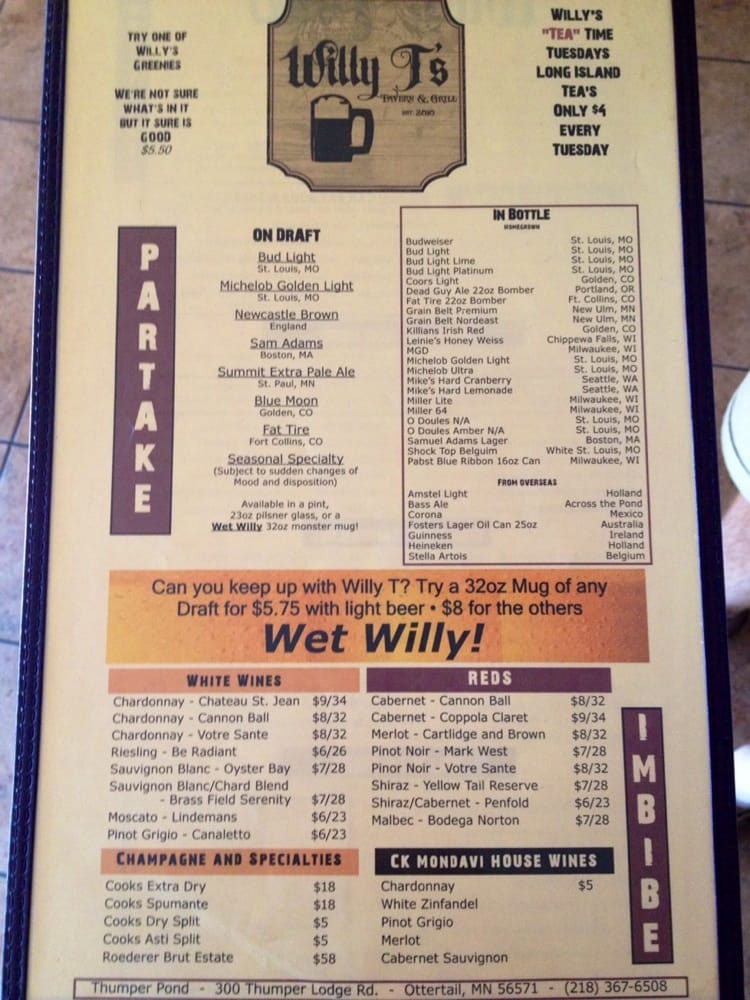 TRY ONE OF
WILLY'S
GREENIES
WE'RE NOT SURE
WHAT'S IN IT
BUT IT SURE IS
GOOD
$5.50
Willy T's
TAVERN & GRILL
EST. 2010
WILLY'S
"TEA" TIME
TUESDAYS
LONG ISLAND
TEA'S
ONLY $4
EVERY
TUESDAY
PARTAKE
ON DRAFT
Bud Light
St. Louis, MO
Michelob Golden Light
St. Louis, MO
Newcastle Brown
England
Sam Adams
Boston, MA
Summit Extra Pale Ale
St. Paul, MN
Blue Moon
Golden, CO
Fat Tire
Fort Collins, CO
Seasonal Specialty
(Subject to sudden changes of
Mood and disposition)
Available in a pint,
23oz pilsner glass, or a
Wet Willy 32oz monster mug!
IN BOTTLE
HOMEGROWN
Budweiser St. Louis, MO
Bud Light St. Louis, MO
Bud Light Lime St. Louis, MO
Bud Light Platinum St. Louis, MO
Coors Light Golden, CO
Dead Guy Ale 22oz Bomber Portland, OR
Fat Tire 22oz Bomber Ft. Collins, CO
Grain Belt Premium New Ulm, MN
Grain Belt Nordeast New Ulm, MN
Killians Irish Red Golden, CO
Leinie's Honey Weiss Chippewa Falls, WI
MGD Milwaukee, WI
Michelob Golden Light St. Louis, MO
Michelob Ultra St. Louis, MO
Mike's Hard Cranberry Seattle, WA
Mike's Hard Lemonade Seattle, WA
Miller Lite Milwaukee, WI
Miller 64 Milwaukee, WI
O Doules N/A St. Louis, MO
O Doules Amber N/A St. Louis, MO
Samuel Adams Lager Boston, MA
Shock Top Belguim White St. Louis, MO
Pabst Blue Ribbon 16oz Can Milwaukee, WI
FROM OVERSEAS
Amstel Light Holland
Bass Ale Across the Pond
Corona Mexico
Fosters Lager Oil Can 25oz Australia
Guinness Ireland
Heineken Holland
Stella Artois Belgium
Can you keep up with Willy T? Try a 32oz Mug of any
Draft for $5.75 with light beer • $8 for the others
Wet Willy!
WHITE WINES
Chardonnay - Chateau St. Jean $9/34
Chardonnay - Cannon Ball $8/32
Chardonnay - Votre Sante $8/32
Riesling - Be Radiant $6/26
Sauvignon Blanc - Oyster Bay $7/28
Sauvignon Blanc/Chard Blend
- Brass Field Serenity $7/28
Moscato - Lindemans $6/23
Pinot Grigio - Canaletto $6/23
REDS
Cabernet - Cannon Ball $8/32
Cabernet - Coppola Claret $9/34
Merlot - Cartlidge and Brown $8/32
Pinot Noir - Mark West $7/28
Pinor Noir - Votre Sante $8/32
Shiraz - Yellow Tail Reserve $7/28
Shiraz/Cabernet - Penfold $6/23
Malbec - Bodega Norton $7/28
IMBIBE
CHAMPAGNE AND SPECIALTIES
Cooks Extra Dry $18
Cooks Spumante $18
Cooks Dry Split $5
Cooks Asti Split $5
Roederer Brut Estate $58
CK MONDAVI HOUSE WINES
Chardonnay $5
White Zinfandel
Pinot Grigio
Merlot
Cabernet Sauvignon
Thumper Pond - 300 Thumper Lodge Rd. - Ottertail, MN 56571 - (218) 367-6508